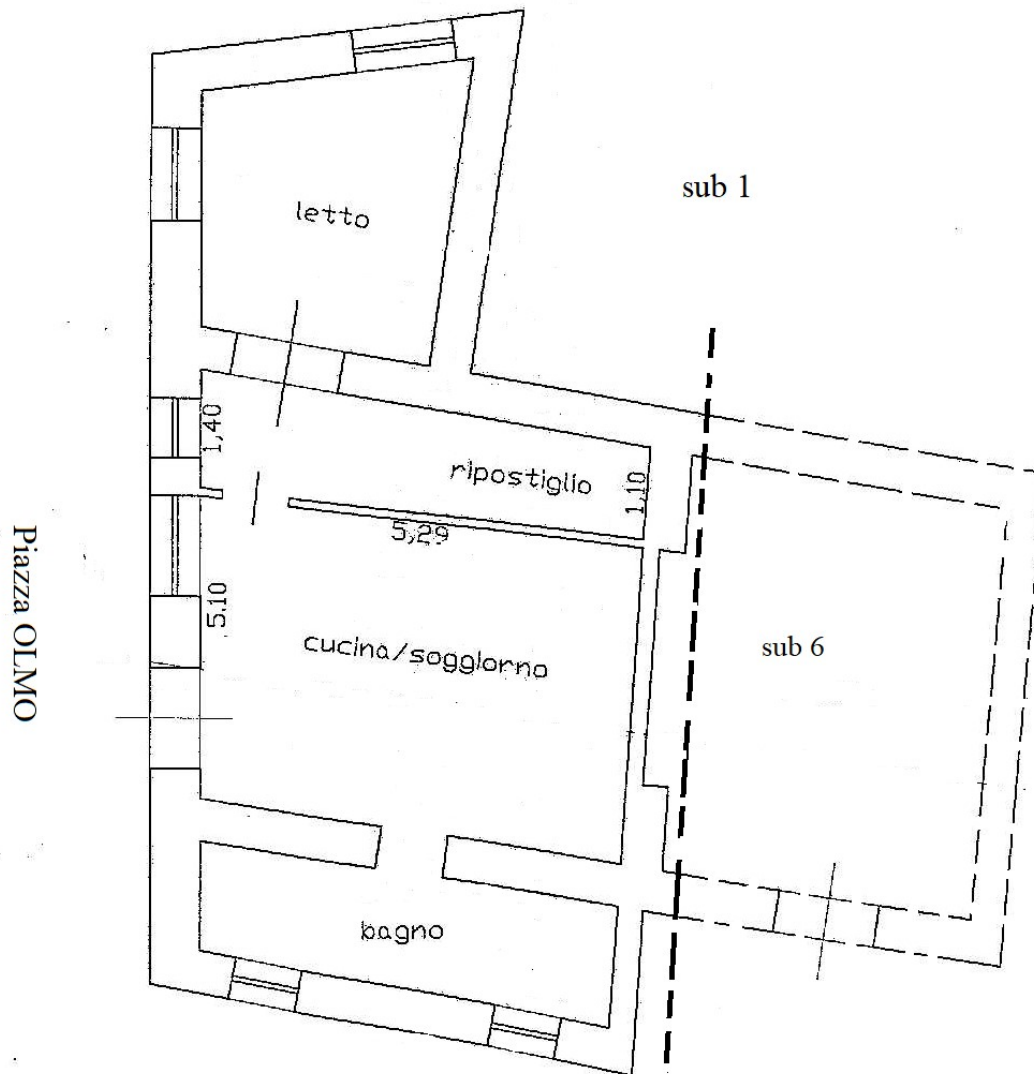 sub 1
letto
1,40
ripostiglio
1,10
5,29
5.10
cucina/soggiorno
sub 6
Piazza OLMO
bagno